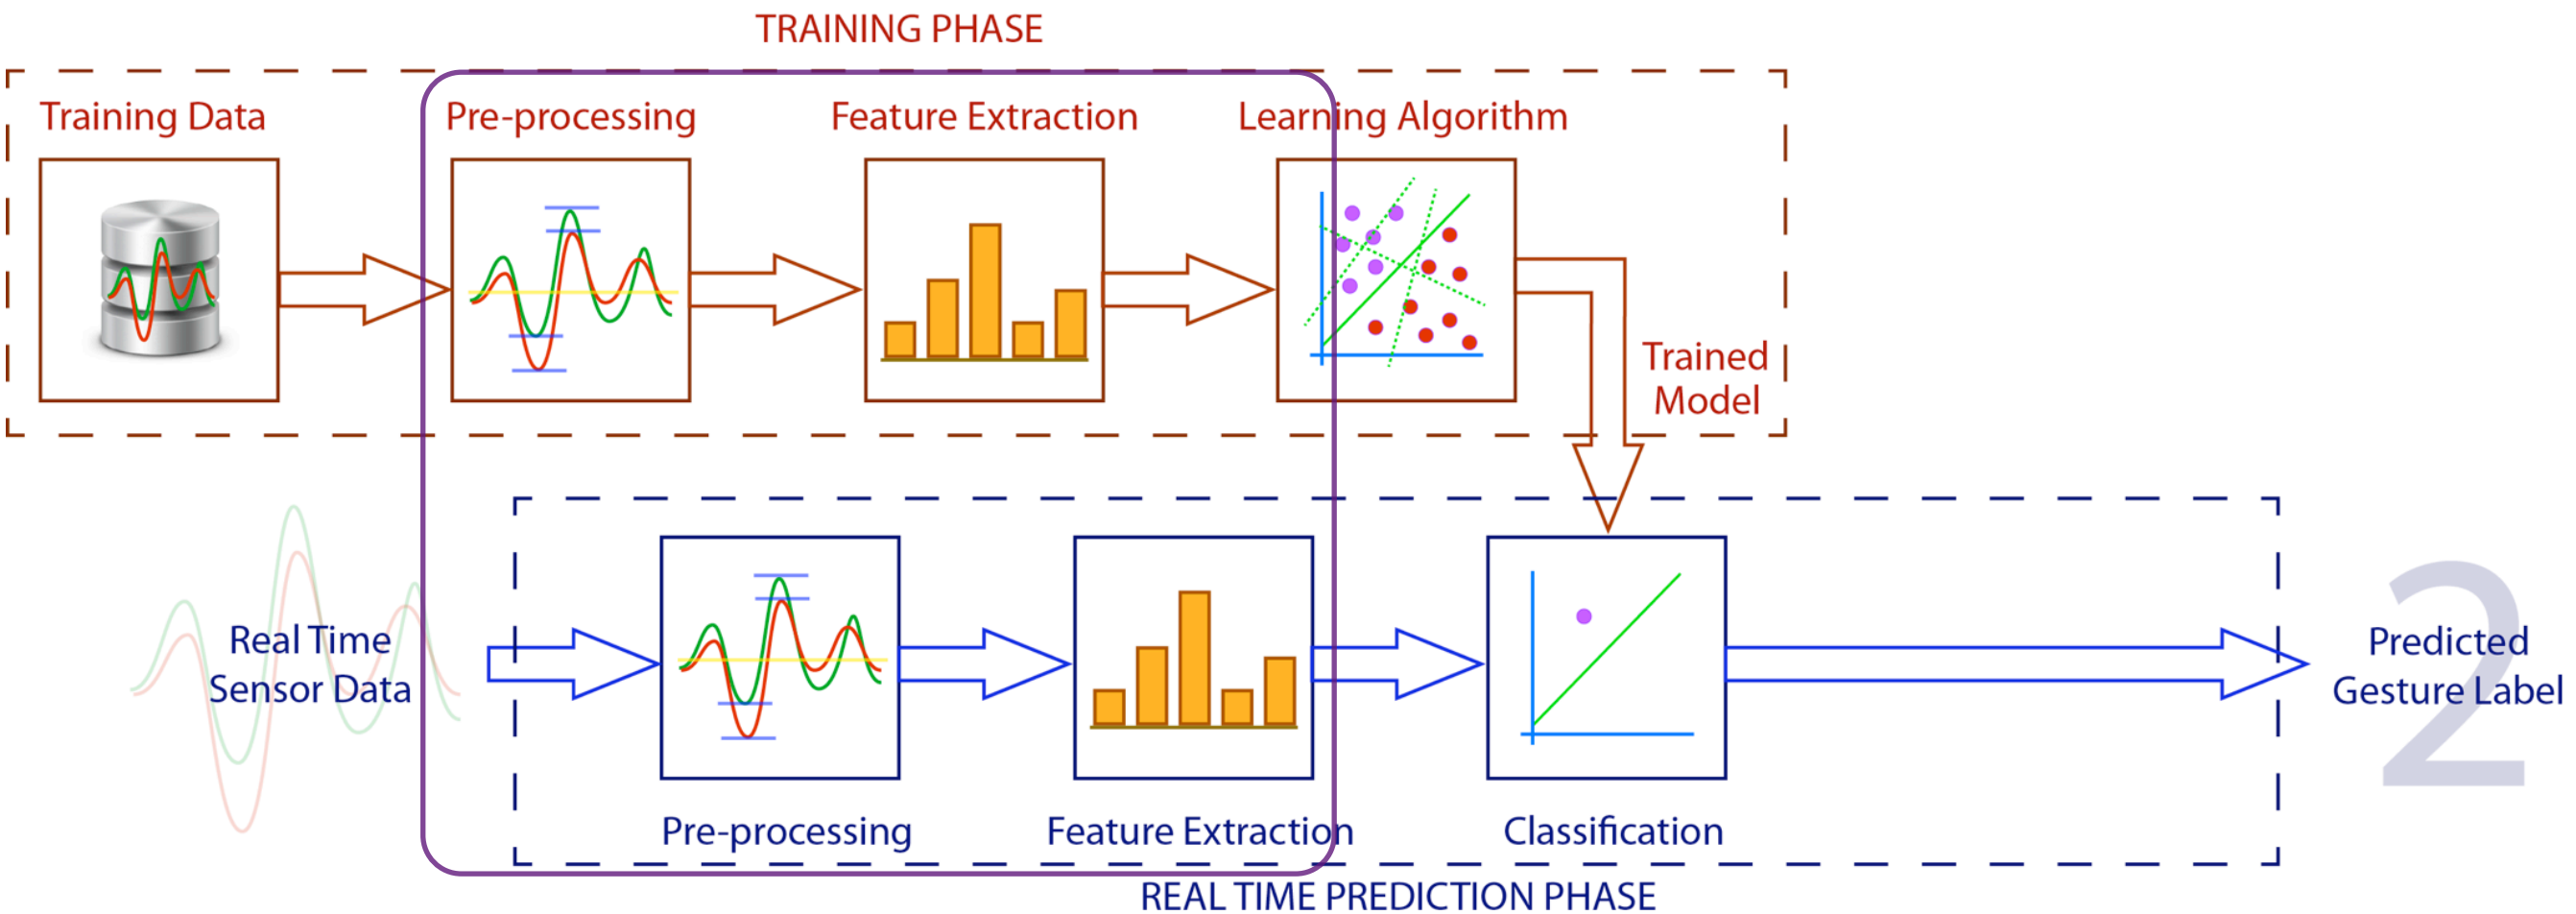 TRAINING PHASE
Training Data
Pre-processing
Feature Extraction
Learning Algorithm
Trained
Model
Real Time
Sensor Data
2
Predicted
Gesture Label
Pre-processing
Feature Extraction
Classification
REAL TIME PREDICTION PHASE